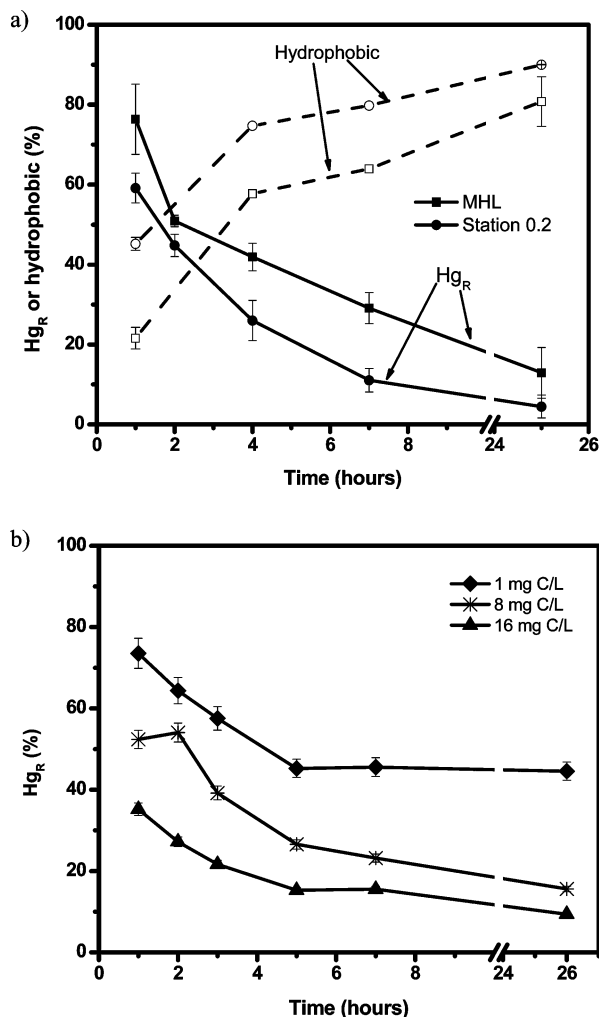 a)
100
80
60
40
20
0
Hg_R or hydrophobic (%)
Hydrophobic
MHL
Station 0.2
Hg_R
0 2 4 6 8 24 26
Time (hours)
b)
100
80
60
40
20
0
Hg_R (%)
1 mg C/L
8 mg C/L
16 mg C/L
0 2 4 6 8 24 26
Time (hours)